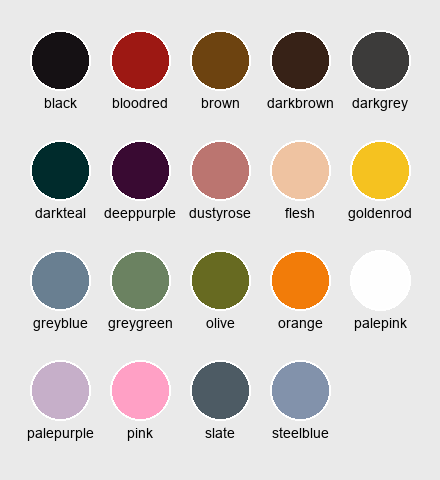 black bloodred brown darkbrown darkgrey
darkteal deeppurple dustyrose flesh goldenrod
greyblue greygreen olive orange palepink
palepurple pink slate steelblue